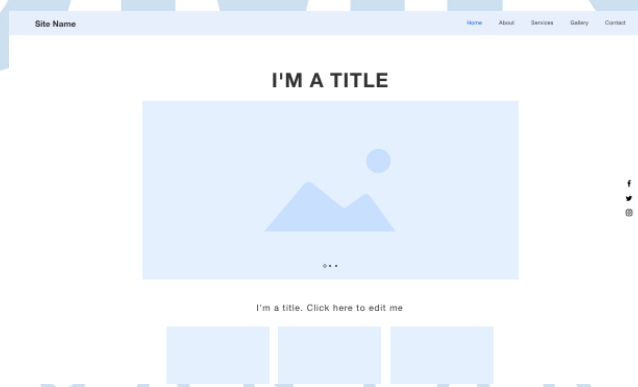 Site Name
Home About Services Gallery Contact
I'M A TITLE
I'm a title. Click here to edit me